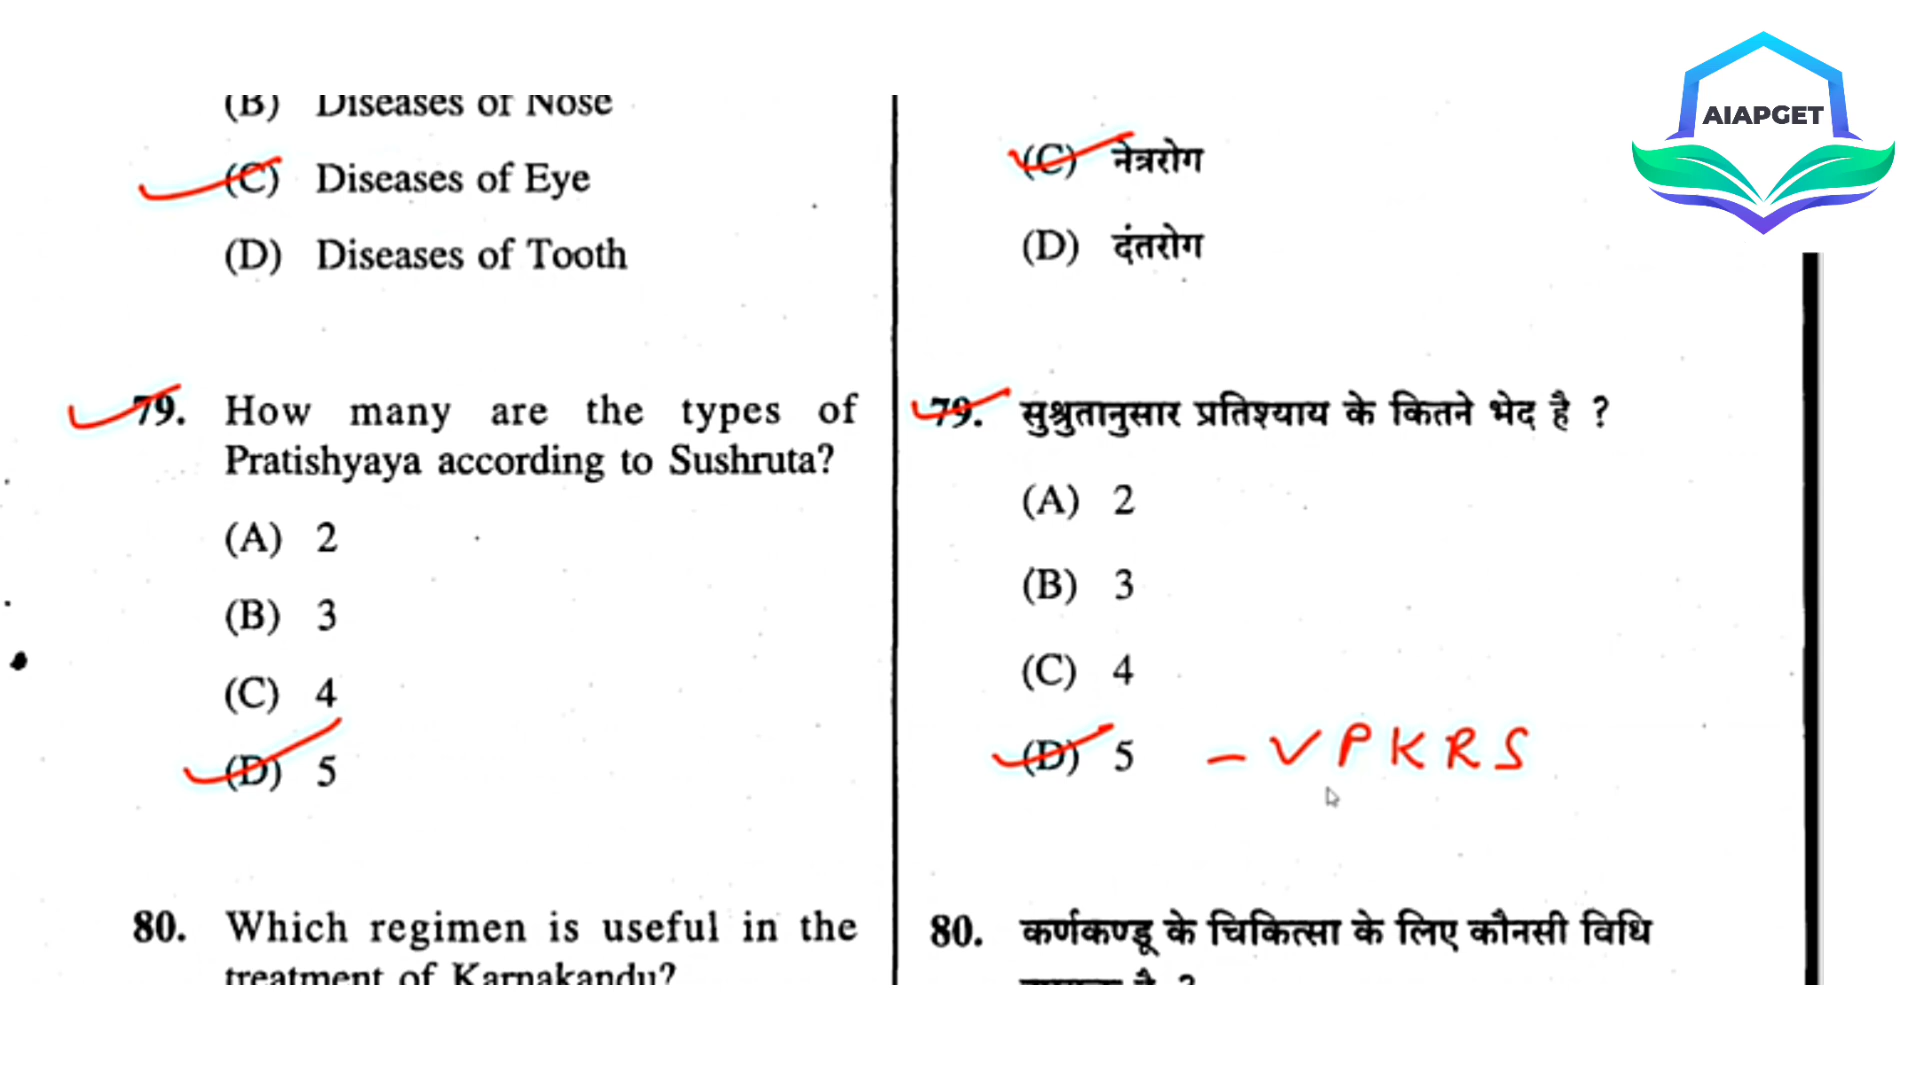 (B) Diseases of Nose
(C) Diseases of Eye
(D) Diseases of Tooth
79. How many are the types of
Pratishyaya according to Sushruta?
(A) 2
(B) 3
(C) 4
(D) 5
80. Which regimen is useful in the
treatment of Karnakandu?
(C) नेत्ररोग
(D) दंतरोग
79. सुश्रुतानुसार प्रतिश्याय के कितने भेद है ?
(A) 2
(B) 3
(C) 4
(D) 5 – V P K R S
80. कर्णकण्डू के चिकित्सा के लिए कौनसी विधि
है ?
AIAPGET